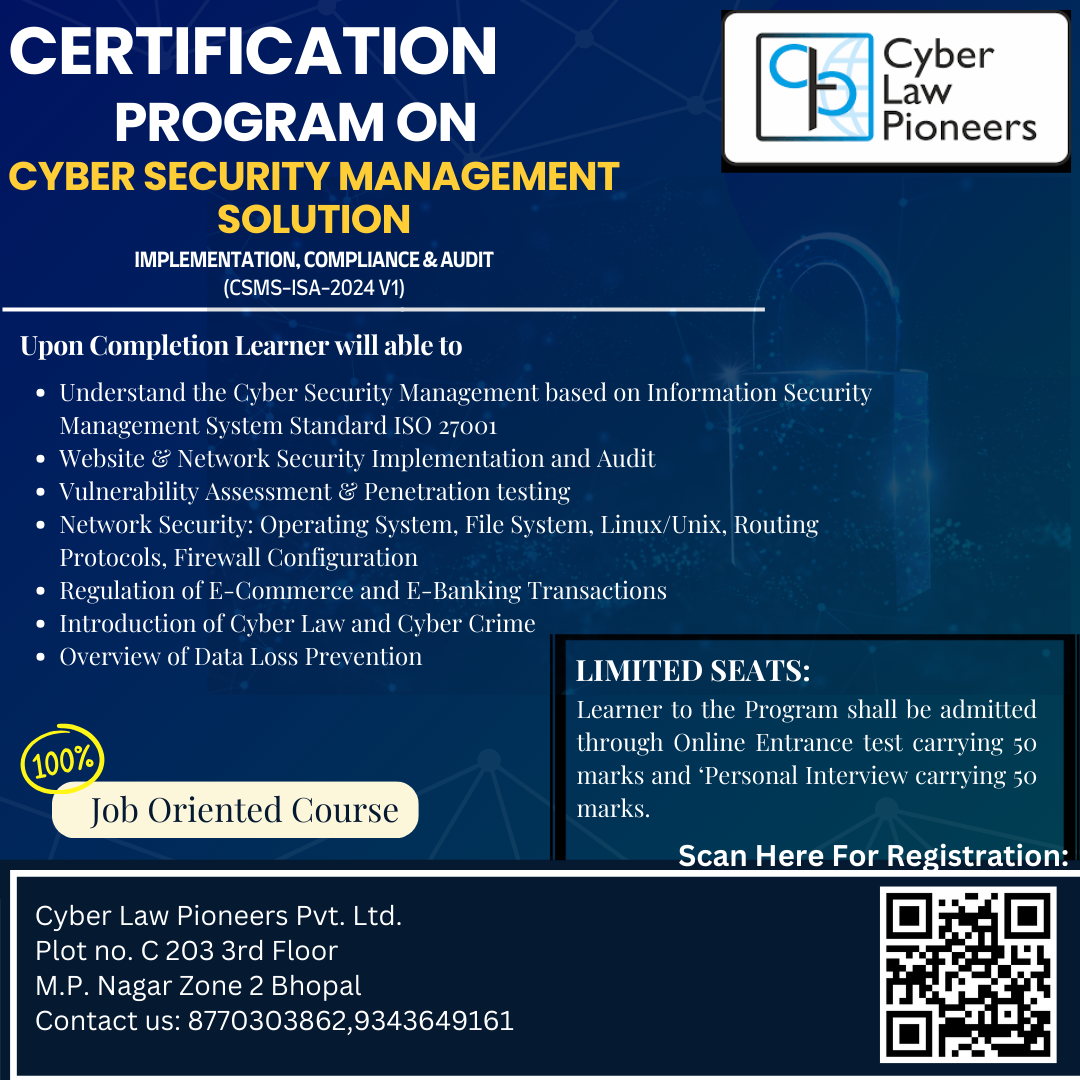 CERTIFICATION
PROGRAM ON
CYBER SECURITY MANAGEMENT
SOLUTION
IMPLEMENTATION, COMPLIANCE & AUDIT
(CSMS-ISA-2024 V1)
Cyber
Law
Pioneers
Upon Completion Learner will able to
• Understand the Cyber Security Management based on Information Security
Management System Standard ISO 27001
• Website & Network Security Implementation and Audit
• Vulnerability Assessment & Penetration testing
• Network Security: Operating System, File System, Linux/Unix, Routing
Protocols, Firewall Configuration
• Regulation of E-Commerce and E-Banking Transactions
• Introduction of Cyber Law and Cyber Crime
• Overview of Data Loss Prevention
100%
Job Oriented Course
LIMITED SEATS:
Learner to the Program shall be admitted
through Online Entrance test carrying 50
marks and ‘Personal Interview carrying 50
marks.
Scan Here For Registration:
Cyber Law Pioneers Pvt. Ltd.
Plot no. C 203 3rd Floor
M.P. Nagar Zone 2 Bhopal
Contact us: 8770303862,9343649161